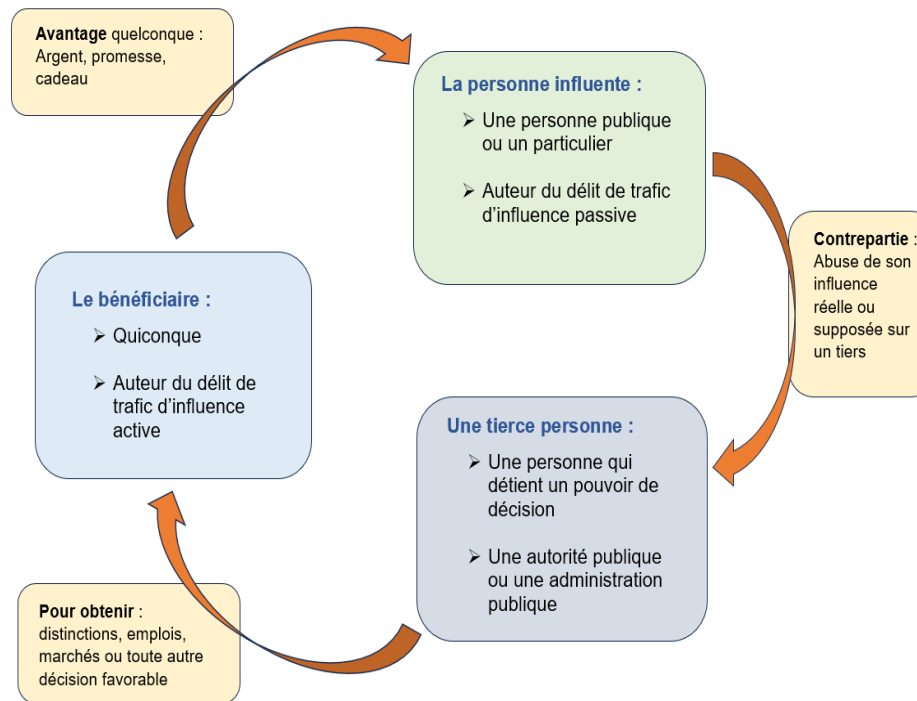 Avantage quelconque :
Argent, promesse,
cadeau
La personne influente :
➢ Une personne publique
ou un particulier
➢ Auteur du délit de trafic
d’influence passive
Contrepartie :
Abuse de son
influence
réelle ou
supposée sur
un tiers
Le bénéficiaire :
➢ Quiconque
➢ Auteur du délit de
trafic d’influence
active
Une tierce personne :
➢ Une personne qui
détient un pouvoir de
décision
➢ Une autorité publique
ou une administration
publique
Pour obtenir :
distinctions, emplois,
marchés ou toute autre
décision favorable